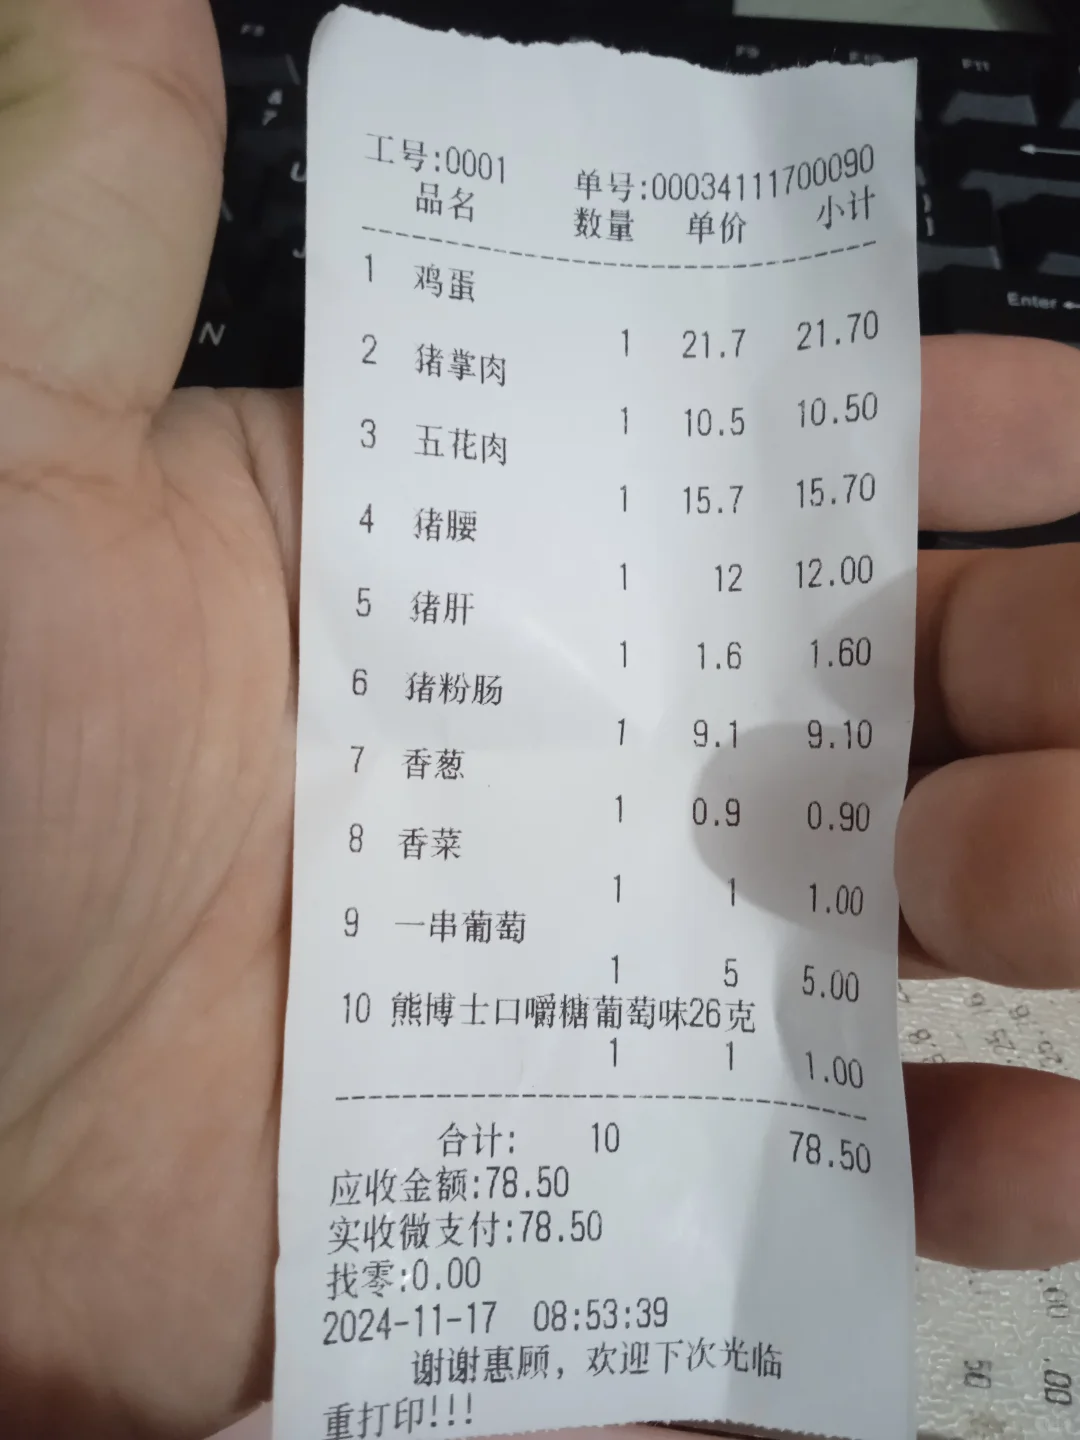 工号:0001 单号:00034111700090
品名 数量 单价 小计
1 鸡蛋
1 21.7 21.70
2 猪掌肉
1 10.5 10.50
3 五花肉
1 15.7 15.70
4 猪腰
1 12 12.00
5 猪肝
1 1.6 1.60
6 猪粉肠
1 9.1 9.10
7 香葱
1 0.9 0.90
8 香菜
1 1 1.00
9 一串葡萄
1 5 5.00
10 熊博士口嚼糖葡萄味26克
1 1 1.00
合计: 10 78.50
应收金额:78.50
实收微支付:78.50
找零:0.00
2024-11-17 08:53:39
谢谢惠顾，欢迎下次光临
重打印!!!
F9
F11
&
7
N
Enter
50
.00